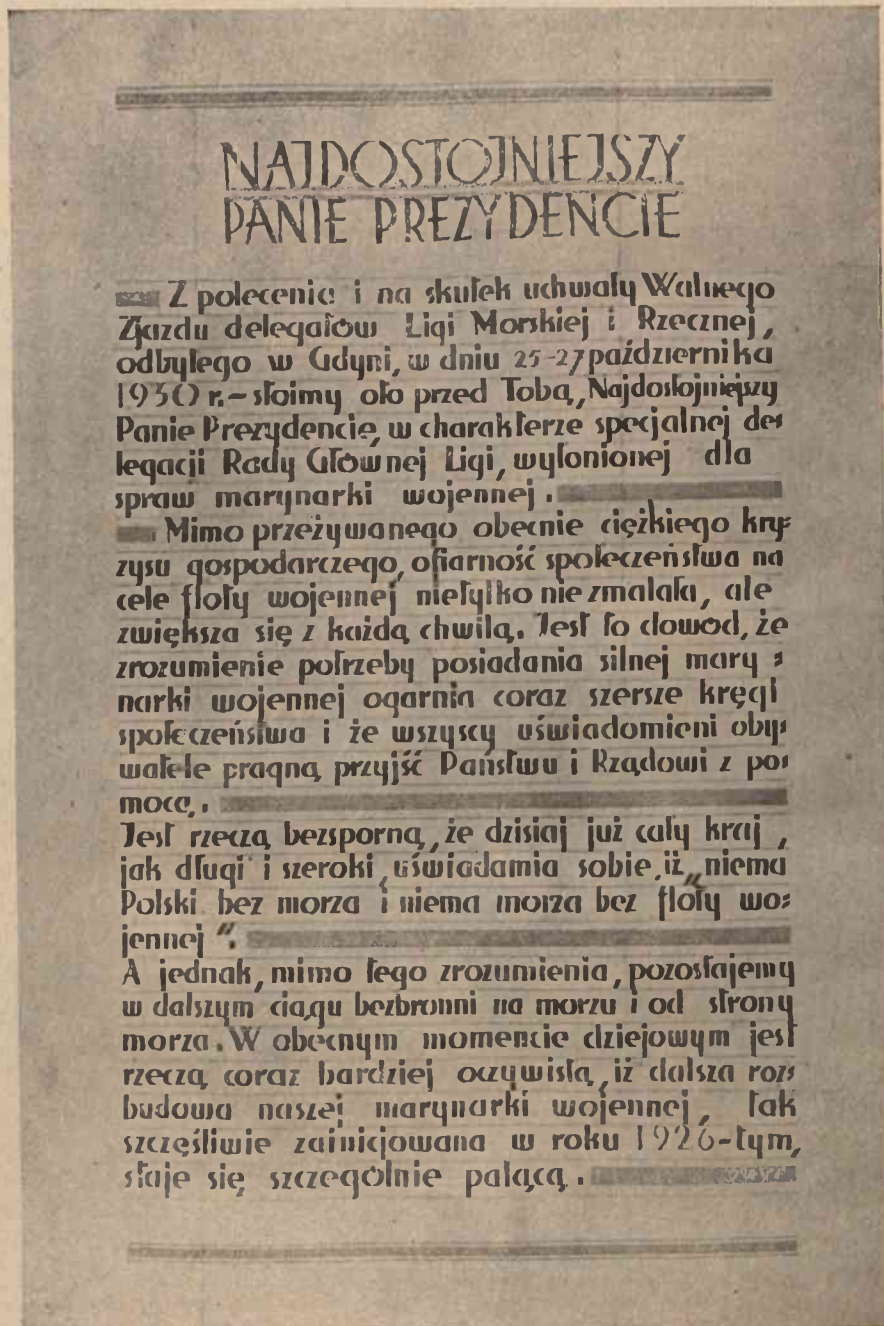 NAJDOSTOJNIEJSZY
PANIE PREZYDENCIE
Z polecenia i na skutek uchwały Walnego
Zjazdu delegatów Ligi Morskiej i Rzecznej,
odbytego w Gdyni, w dniu 25-27 października
1930 r.- stoimy oto przed Tobą, Najdostojniejszy
Panie Prezydencie, w charakterze specjalnej de=
legacji Rady Głównej Ligi, wyłonionej dla
spraw marynarki wojennej.
Mimo przeżywanego obecnie ciężkiego kry=
zysu gospodarczego, ofiarność społeczeństwa na
cele floty wojennej nietylko nie zmalała, ale
zwiększa się z każdą chwilą. Jest to dowód, że
zrozumienie potrzeby posiadania silnej mary =
narki wojennej ogarnia coraz szersze kręgi
społeczeństwa i że wszyscy uświadomieni oby=
watele pragną przyjść Państwu i Rządowi z po=
mocą.
Jest rzeczą bezsporną, że dzisiaj już cały kraj,
jak długi i szeroki, uświadamia sobie, iż „niema
Polski bez morza i niema morza bez floty wo=
jennej".
A jednak, mimo tego zrozumienia, pozostajemy
w dalszym ciągu bezbronni na morzu i od strony
morza. W obecnym momencie dziejowym jest
rzeczą coraz bardziej oczywistą, iż dalsza roz=
budowa naszej marynarki wojennej, tak
szczęśliwie zainicjowana w roku 1926-tym,
staje się szczególnie palącą.